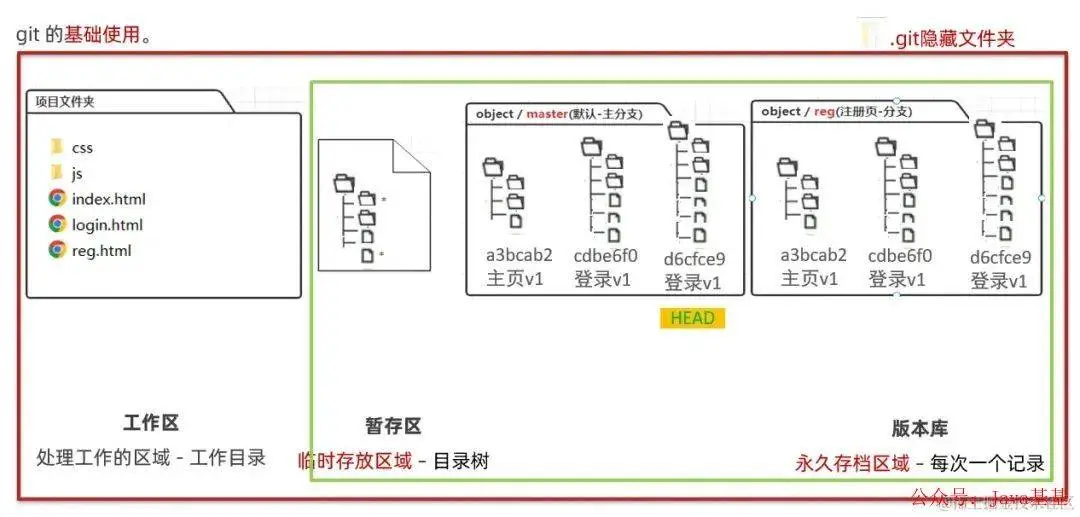 git 的基础使用。
.git隐藏文件夹
项目文件夹
css
js
index.html
login.html
reg.html
object / master(默认-主分支)
a3bcab2
主页v1
cdbe6f0
登录v1
d6cfce9
登录v1
HEAD
object / reg(注册页-分支)
a3bcab2
主页v1
cdbe6f0
登录v1
d6cfce9
登录v1
工作区
处理工作的区域 - 工作目录
暂存区
临时存放区域 - 目录树
版本库
永久存档区域 - 每次一个记录
公众号：Java基基